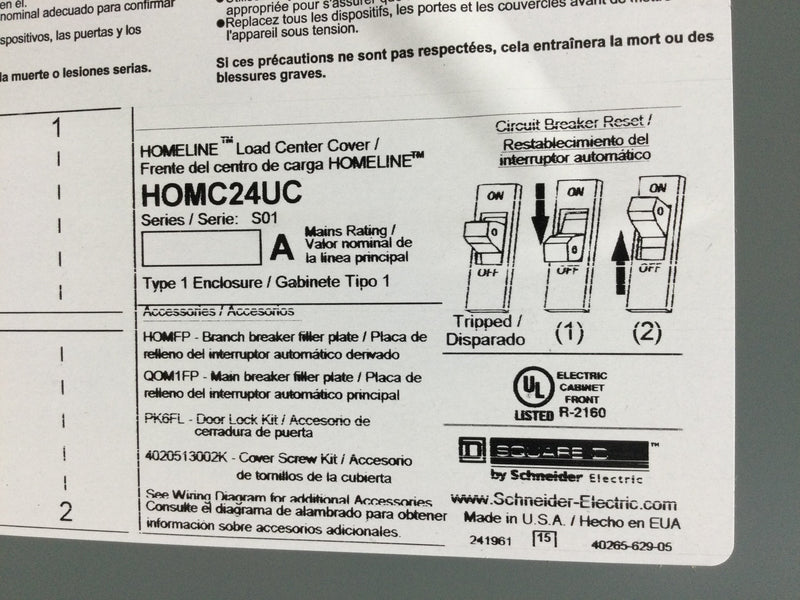 en él.
nominal adecuado para confirmar
spositivos, las puertas y los
la muerte o lesiones serias.
appropriée pour s'assurer que
●Replacez tous les dispositifs, les portes et les couvercles avant de
l'appareil sous tension.
Si ces précautions ne sont pas respectées, cela entraînera la mort ou des
blessures graves.
1
2
HOMELINE™ Load Center Cover /
Frente del centro de carga HOMELINE™
HOMC24UC
Series / Serie: S01
A
Mains Rating /
Valor nominal de
la línea principal
Type 1 Enclosure / Gabinete Tipo 1
Accessories / Accesorios
HOMFP - Branch breaker filler plate / Placa de
relleno del interruptor automático derivado
QOM1FP - Main breaker filler plate / Placa de
relleno del interruptor automático principal
PK6FL - Door Lock Kit / Accesorio de
cerradura de puerta
4020513002K - Cover Screw Kit / Accesorio
de tornillos de la cubierta
See Wiring Diagram for additional Accessories
Consulte el diagrama de alambrado para obtener
información sobre accesorios adicionales.
Circuit Breaker Reset /
Restablecimiento del
interruptor automático
ON
OFF
ON
OFF
ON
OFF
Tripped /
Disparado
(1)
(2)
UL
LISTED
ELECTRIC
CABINET
FRONT
R-2160
D SQUARE D™
by Schneider Electric
www.Schneider-Electric.com
Made in U.S.A. / Hecho en EUA
241961 15 40265-629-05